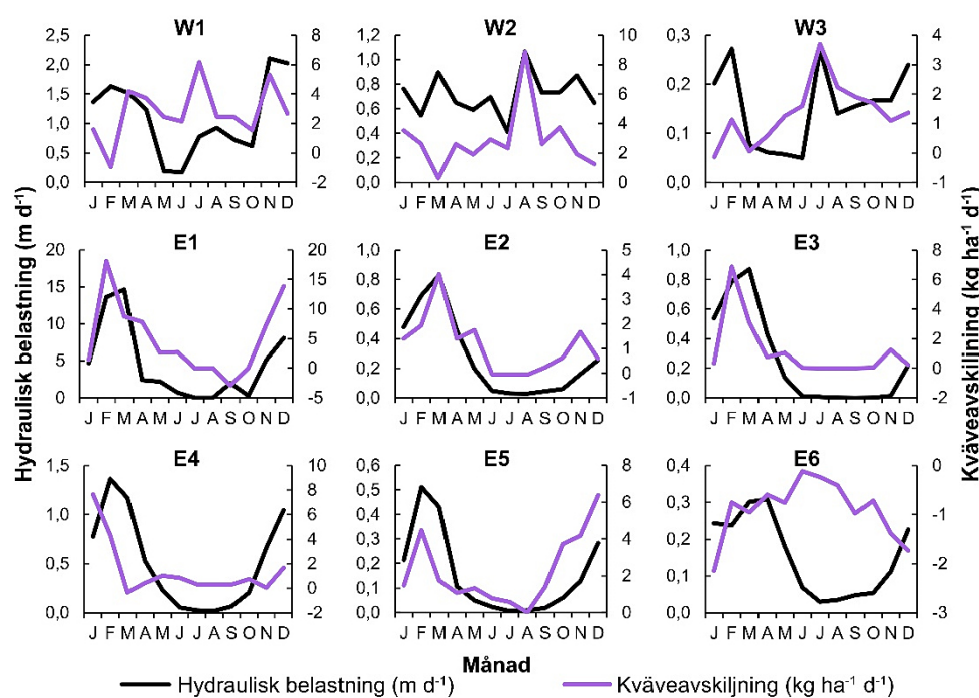 W1 W2 W3
2,5 8 1,2 10 0,3 4
2,0 6 1,0 8 3
1,5 4 0,8 6 0,2 2
1,0 2 0,6 4 1
0,5 0 0,4 2 0,1 0
0,0 -2 0,2 0 0,0 -1
0,0
J F M A M J J A S O N D J F M A M J J A S O N D J F M A M J J A S O N D
E1 E2 E3
20 20 1,0 5 1,0 8
15 15 0,8 4 0,8 6
10 10 0,6 3 0,6 4
5 5 0,4 2 0,4 2
0 0 0,2 1 0,2 0
-5 0,0 0 0,0 -2
-1
J F M A M J J A S O N D J F M A M J J A S O N D J F M A M J J A S O N D
E4 E5 E6
1,5 10 0,6 8 0,4 0
8 0,5 6 0,3 -1
1,0 6 0,4 4 0,2 -2
4 0,3 2 0,1 -3
0,5 2 0,2 0 0,0
0 0,1
0,0 -2 0,0
J F M A M J J A S O N D J F M A M J J A S O N D J F M A M J J A S O N D
Hydraulisk belastning (m d⁻¹)
Kväveavskiljning (kg ha⁻¹ d⁻¹)
Månad
Hydraulisk belastning (m d⁻¹) Kväveavskiljning (kg ha⁻¹ d⁻¹)